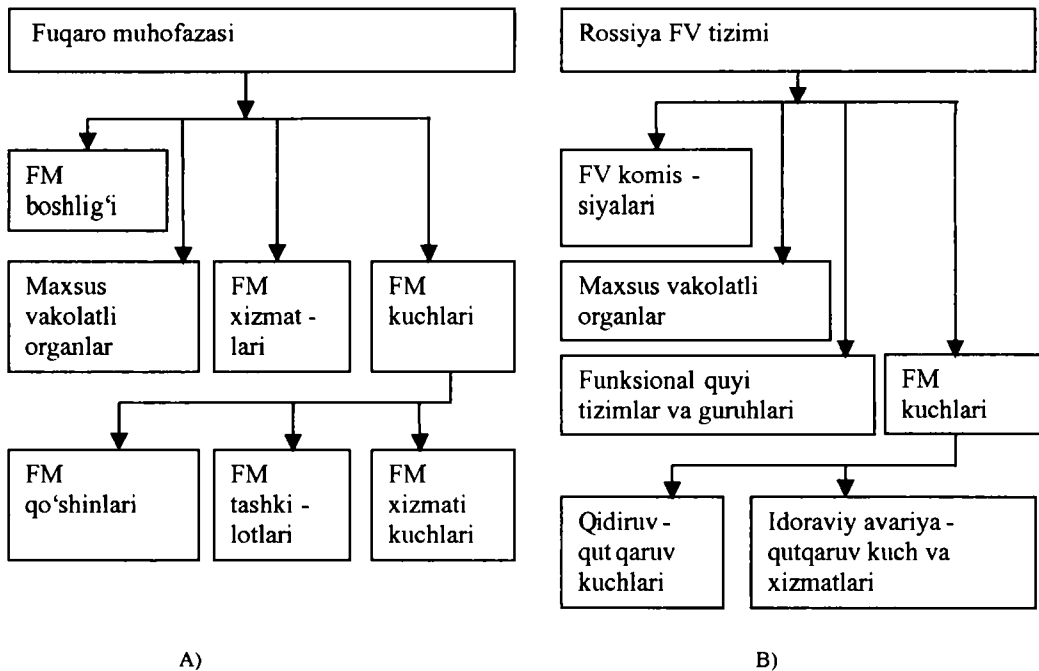 Fuqaro muhofazasi
FM
boshlig‘i
Maxsus
vakolatli
organlar
FM
xizmat -
lari
FM
kuchlari
FM
qo‘shinlari
FM
tashki -
lotlari
FM
xizmati
kuchlari
A)
Rossiya FV tizimi
FV komis -
siyalari
Maxsus vakolatli
organlar
Funksional quyi
tizimlar va guruhlari
FM
kuchlari
Qidiruv -
qut qaruv
kuchlari
Idoraviy avariya -
qutqaruv kuch va
xizmatlari
B)